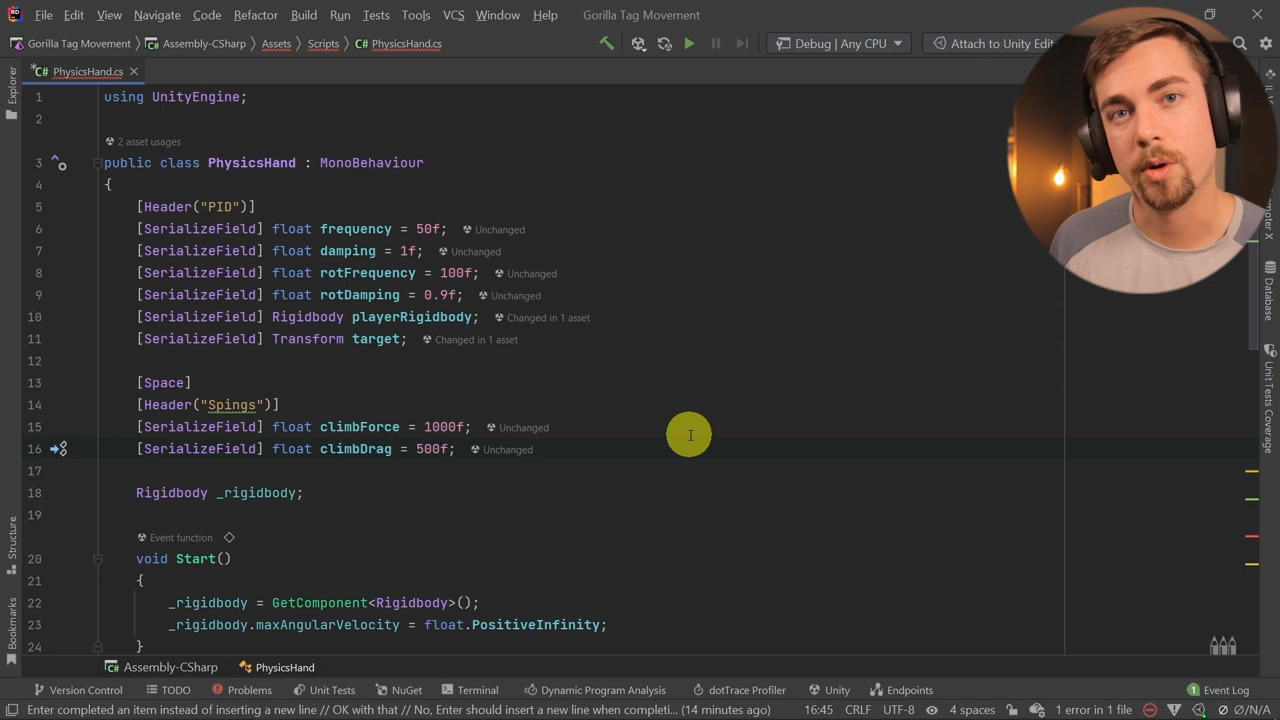 File Edit View Navigate Code Refactor Build Run Tests Tools VCS Window Help Gorilla Tag Movement
Gorilla Tag Movement Assembly-CSharp Assets Scripts PhysicsHand.cs Debug | Any CPU Attach to Unity Edit
PhysicsHand.cs
Explorer
1 using UnityEngine;
2
2 asset usages
3 public class PhysicsHand : MonoBehaviour
4 {
5 [Header("PID")]
6 [SerializeField] float frequency = 50f; Unchanged
7 [SerializeField] float damping = 1f; Unchanged
8 [SerializeField] float rotFrequency = 100f; Unchanged
9 [SerializeField] float rotDamping = 0.9f; Unchanged
10 [SerializeField] Rigidbody playerRigidbody; Changed in 1 asset
11 [SerializeField] Transform target; Changed in 1 asset
12
13 [Space]
14 [Header("Spings")]
15 [SerializeField] float climbForce = 1000f; Unchanged
16 [SerializeField] float climbDrag = 500f; Unchanged
17
18 Rigidbody _rigidbody;
19
Event function
20 void Start()
21 {
22 _rigidbody = GetComponent<Rigidbody>();
23 _rigidbody.maxAngularVelocity = float.PositiveInfinity;
24 }
Structure
Bookmarks
Database
Unit Tests Coverage
Assembly-CSharp PhysicsHand
Version Control TODO Problems Unit Tests NuGet Terminal Dynamic Program Analysis dotTrace Profiler Unity Endpoints 1 Event Log
Enter completed an item instead of inserting a new line // OK with that // No, Enter should insert a new line when completi... (14 minutes ago) 16:45 CRLF UTF-8 4 spaces 1 error in 1 file Ø/N/A